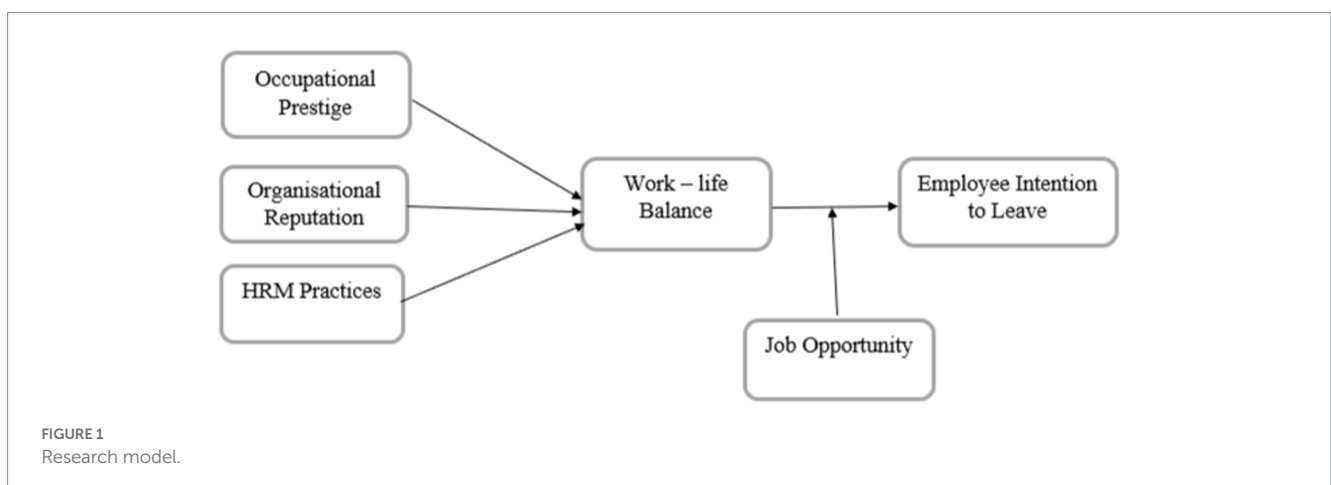 Occupational
Prestige
Organisational
Reputation
HRM Practices
Work – life
Balance
Employee Intention
to Leave
Job Opportunity
FIGURE 1
Research model.